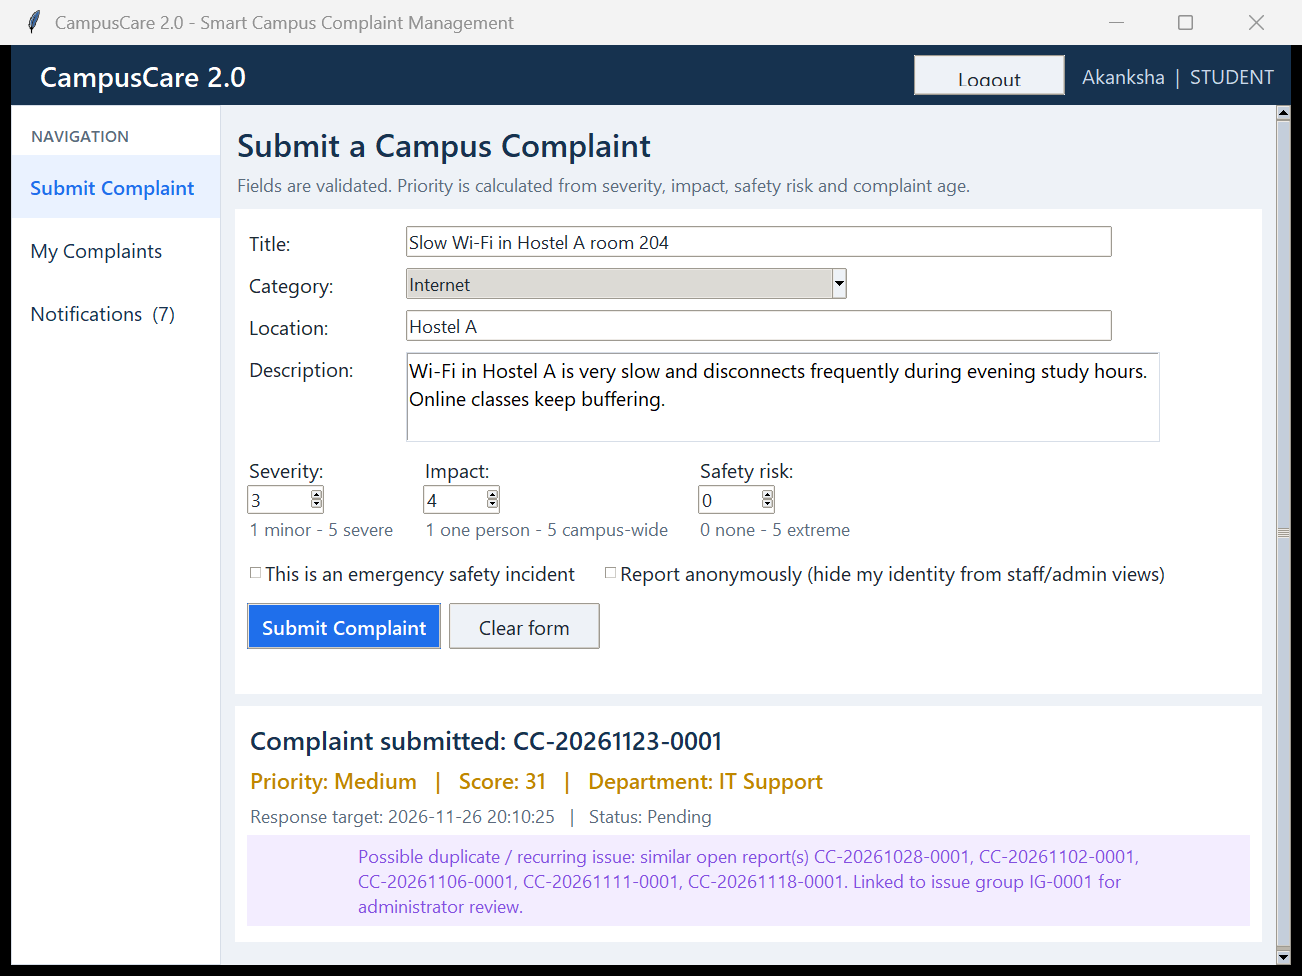 CampusCare 2.0 - Smart Campus Complaint Management
CampusCare 2.0
Logout
Akanksha | STUDENT
NAVIGATION
Submit Complaint
My Complaints
Notifications (7)
Submit a Campus Complaint
Fields are validated. Priority is calculated from severity, impact, safety risk and complaint age.
Title:
Slow Wi-Fi in Hostel A room 204
Category:
Internet
Location:
Hostel A
Description:
Wi-Fi in Hostel A is very slow and disconnects frequently during evening study hours.
Online classes keep buffering.
Severity:
3
1 minor - 5 severe
Impact:
4
1 one person - 5 campus-wide
Safety risk:
0
0 none - 5 extreme
This is an emergency safety incident
Report anonymously (hide my identity from staff/admin views)
Submit Complaint
Clear form
Complaint submitted: CC-20261123-0001
Priority: Medium | Score: 31 | Department: IT Support
Response target: 2026-11-26 20:10:25 | Status: Pending
Possible duplicate / recurring issue: similar open report(s) CC-20261028-0001, CC-20261102-0001,
CC-20261106-0001, CC-20261111-0001, CC-20261118-0001. Linked to issue group IG-0001 for
administrator review.